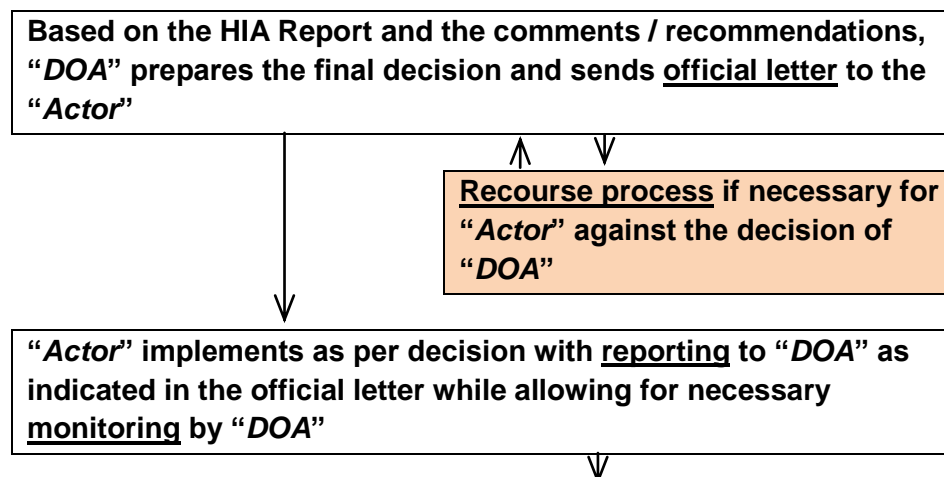 Based on the HIA Report and the comments / recommendations,
“DOA” prepares the final decision and sends official letter to the
“Actor”
Recourse process if necessary for
“Actor” against the decision of
“DOA”
“Actor” implements as per decision with reporting to “DOA” as
indicated in the official letter while allowing for necessary
monitoring by “DOA”